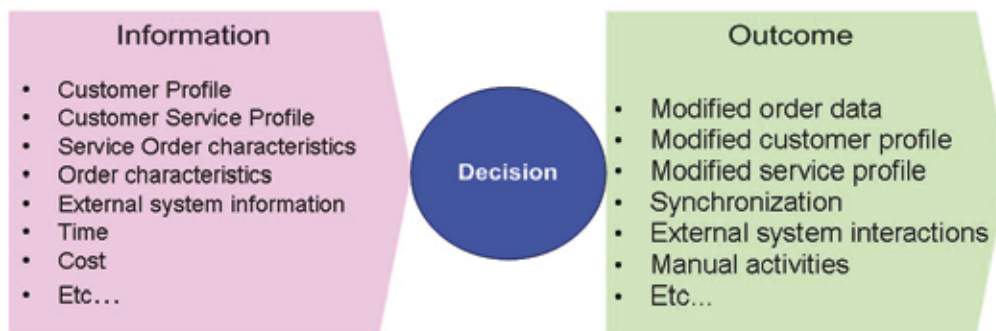 Information
• Customer Profile
• Customer Service Profile
• Service Order characteristics
• Order characteristics
• External system information
• Time
• Cost
• Etc...
Decision
Outcome
• Modified order data
• Modified customer profile
• Modified service profile
• Synchronization
• External system interactions
• Manual activities
• Etc...